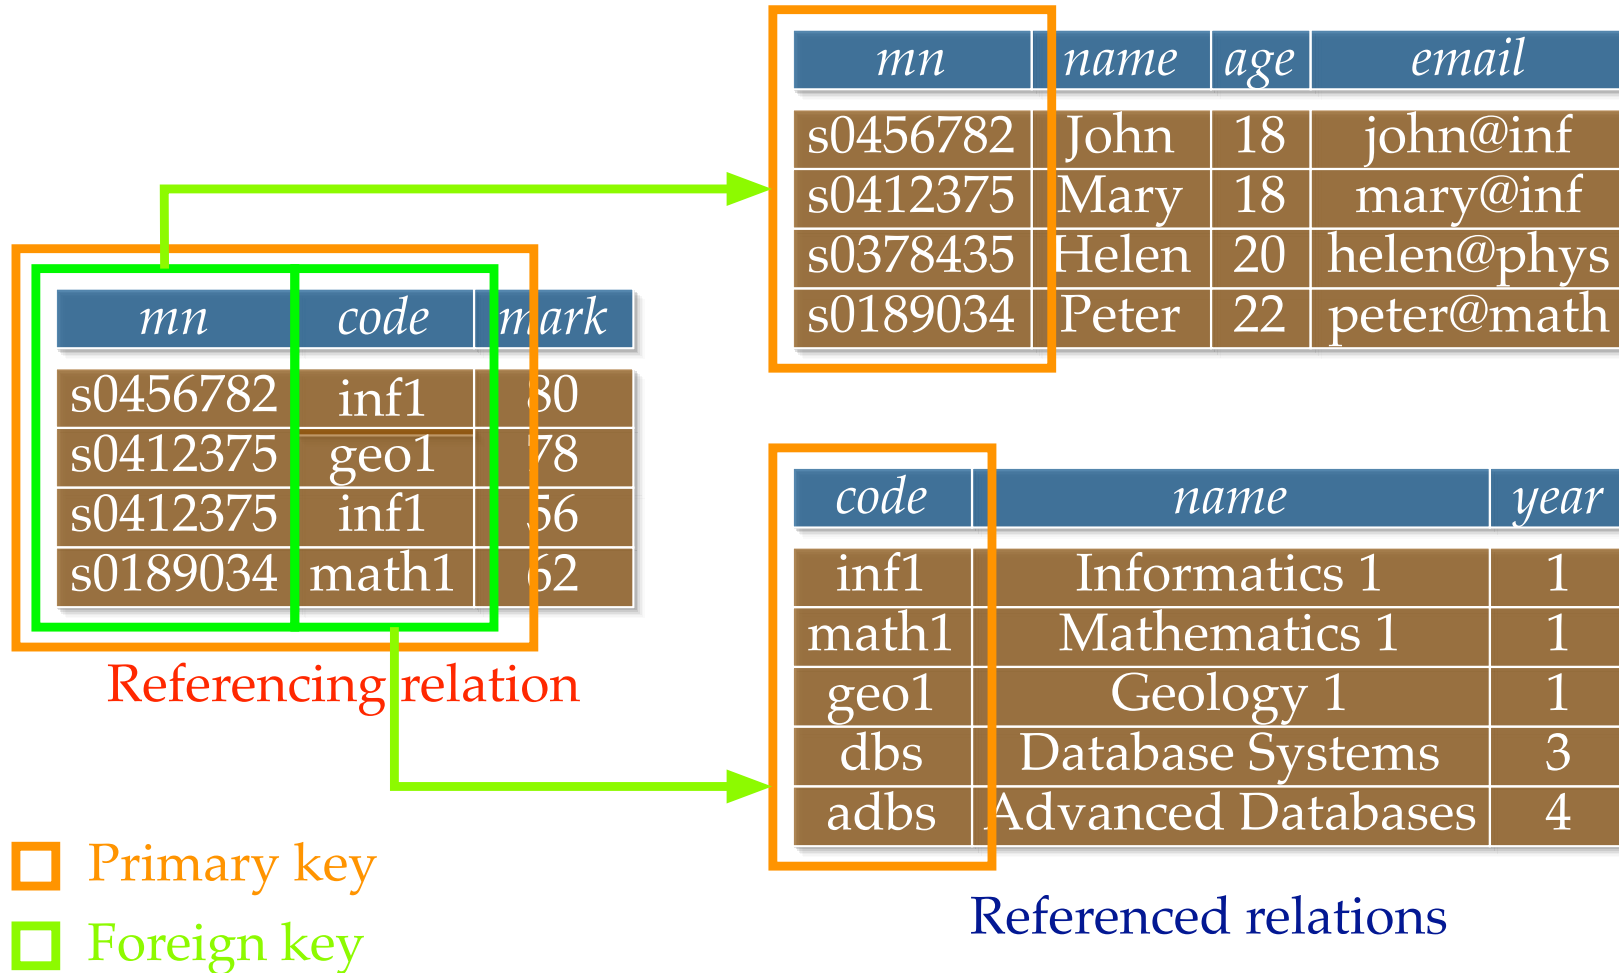 mn name age email
s0456782 John 18 john@inf
s0412375 Mary 18 mary@inf
s0378435 Helen 20 helen@phys
s0189034 Peter 22 peter@math
mn code mark
s0456782 inf1 80
s0412375 geo1 78
s0412375 inf1 56
s0189034 math1 62
Referencing relation
code name year
inf1 Informatics 1 1
math1 Mathematics 1 1
geo1 Geology 1 1
dbs Database Systems 3
adbs Advanced Databases 4
Referenced relations
Primary key
Foreign key